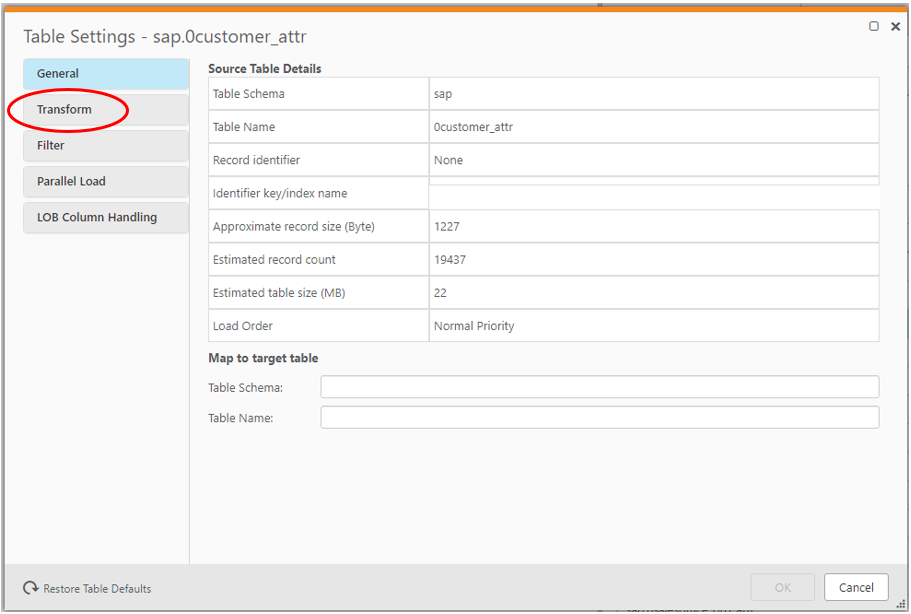 Table Settings - sap.0customer_attr
General
Transform
Filter
Parallel Load
LOB Column Handling
Source Table Details
Table Schema sap
Table Name 0customer_attr
Record identifier None
Identifier key/index name
Approximate record size (Byte) 1227
Estimated record count 19437
Estimated table size (MB) 22
Load Order Normal Priority
Map to target table
Table Schema:
Table Name:
Restore Table Defaults
OK
Cancel